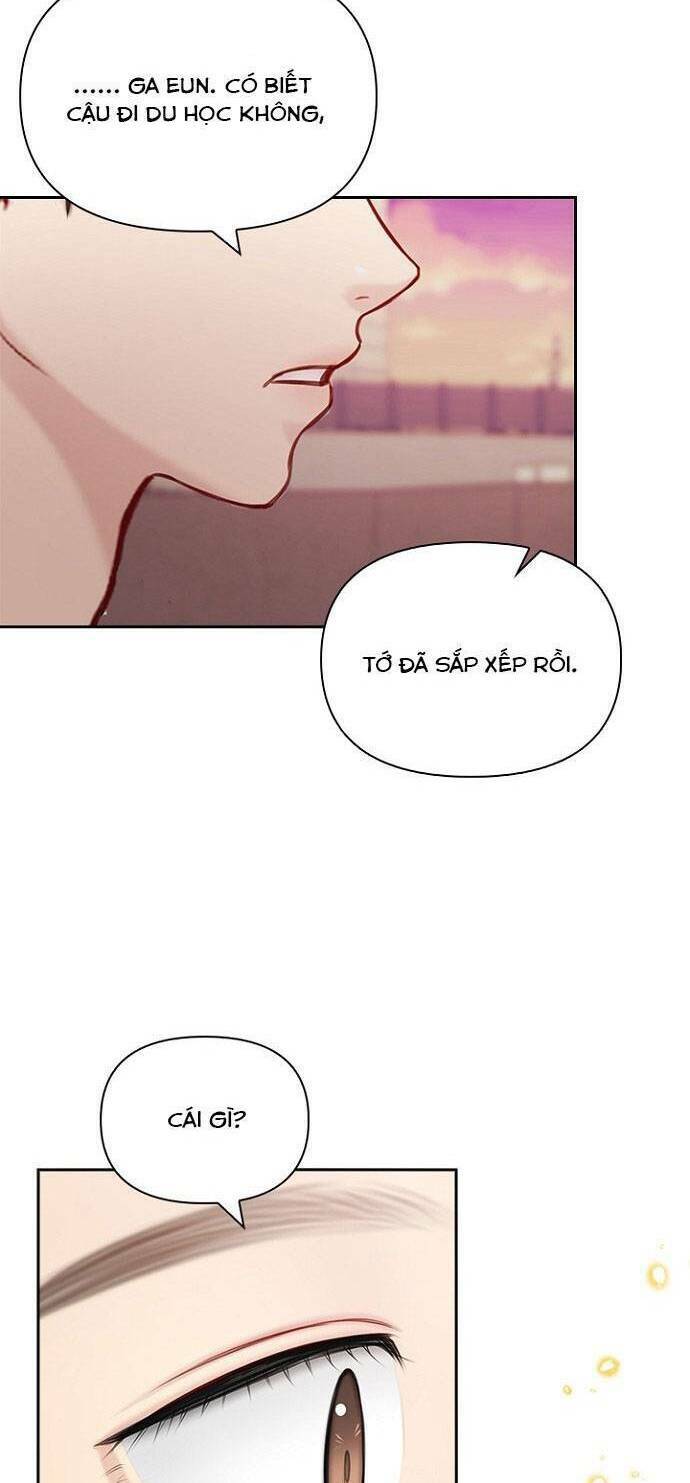 ...... GA EUN. CÓ BIẾT
CẬU ĐI DU HỌC KHÔNG,
TỚ ĐÃ SẮP XẾP RỒI.
CÁI GÌ?